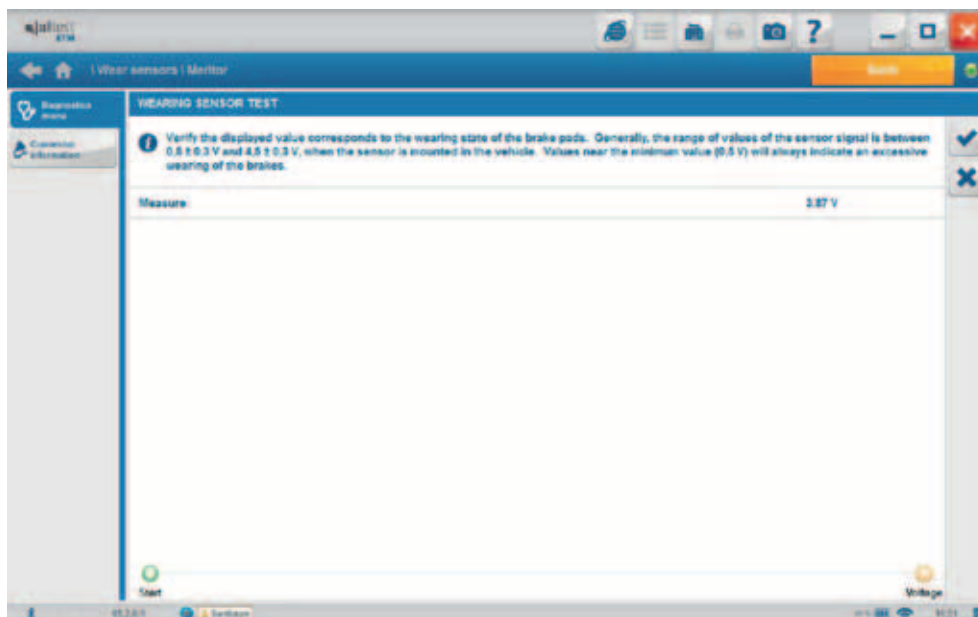 \ Wear sensors \ Meritor
Diagnostics
menu
WEARING SENSOR TEST
Verify the displayed value corresponds to the wearing state of the brake pads. Generally, the range of values of the sensor signal is between
0,5 ± 0.3 V and 4,5 ± 0.3 V, when the sensor is mounted in the vehicle. Values near the minimum value (0.5 V) will always indicate an excessive
wearing of the brakes.
information
Measure 3.87 V
Start
Voltage